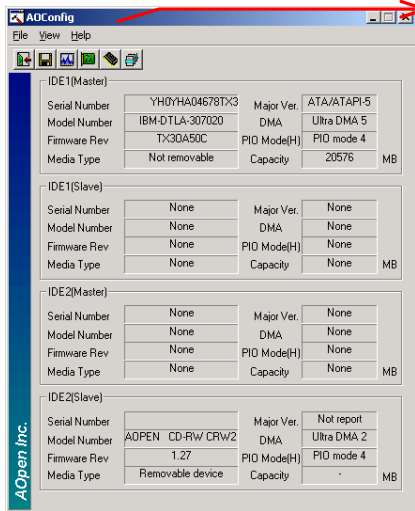 AOConfig
File View Help
IDE1(Master)
Serial Number YH0YHA04678TX3 Major Ver. ATA/ATAPI-5
Model Number IBM-DTLA-307020 DMA Ultra DMA 5
Firmware Rev TX3OA50C PIO Mode(H) PIO mode 4
Media Type Not removable Capacity 20576 MB
IDE1(Slave)
Serial Number None Major Ver. None
Model Number None DMA None
Firmware Rev None PIO Mode(H) None
Media Type None Capacity None MB
IDE2(Master)
Serial Number None Major Ver. None
Model Number None DMA None
Firmware Rev None PIO Mode(H) None
Media Type None Capacity None MB
IDE2(Slave)
Serial Number Major Ver. Not report
Model Number AOPEN CD-RW CRW2 DMA Ultra DMA 2
Firmware Rev 1.27 PIO Mode(H) PIO mode 4
Media Type Removable device Capacity - MB
AOpen Inc.